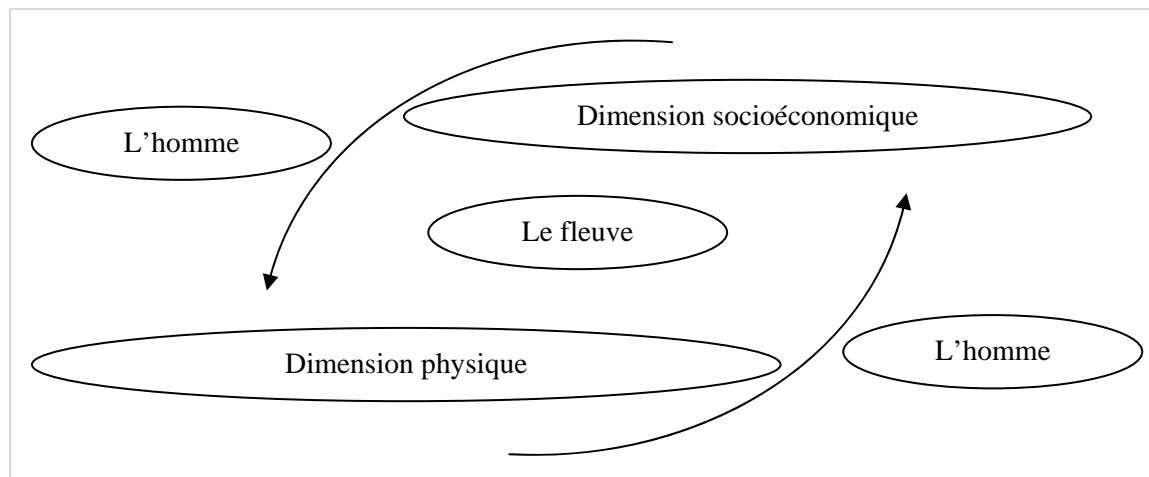 Dimension socioéconomique
L’homme
Le fleuve
L’homme
Dimension physique